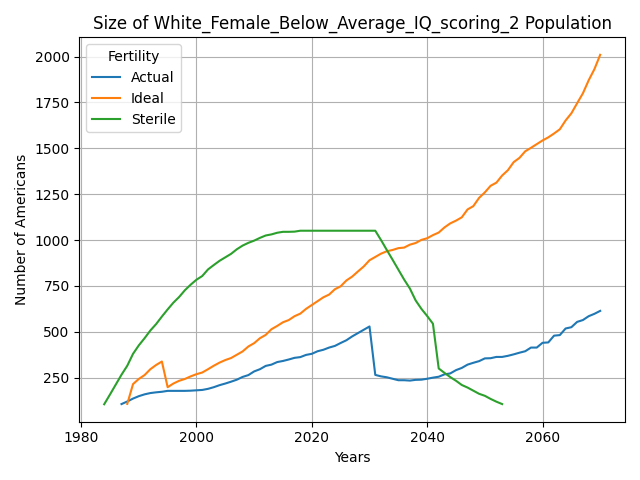 Size of White_Female_Below_Average_IQ_scoring_2 Population
Fertility
Actual
Ideal
Sterile
2000
1750
1500
1250
1000
750
500
250
Number of Americans
1980
2000
2020
2040
2060
Years